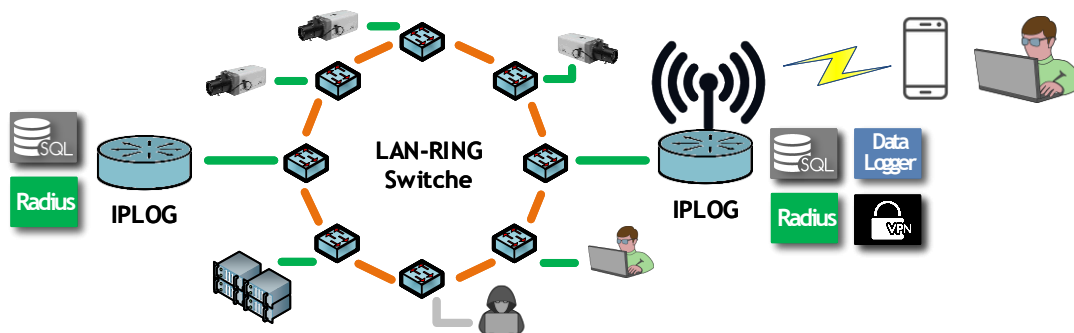 SQL
Radius
IPLOG
LAN-RING
Switche
IPLOG
SQL
Data
Logger
Radius
VPN